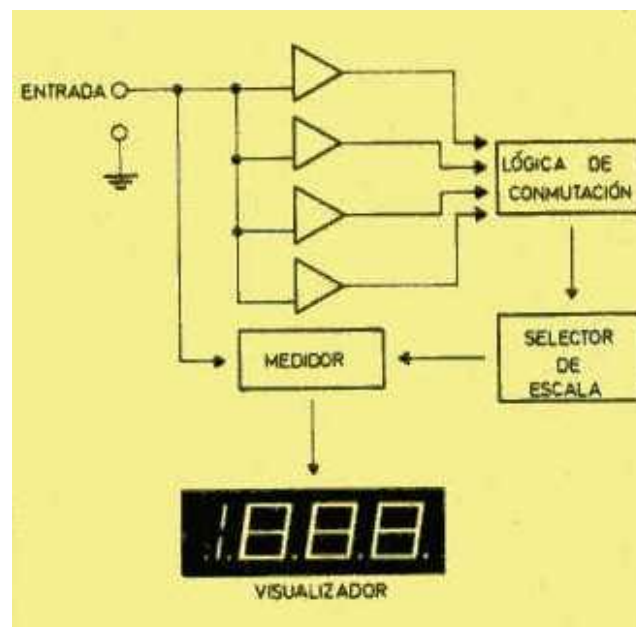 ENTRADA
LÓGICA DE
CONMUTACIÓN
SELECTOR
DE
ESCALA
MEDIDOR
1.8.8.8.
VISUALIZADOR